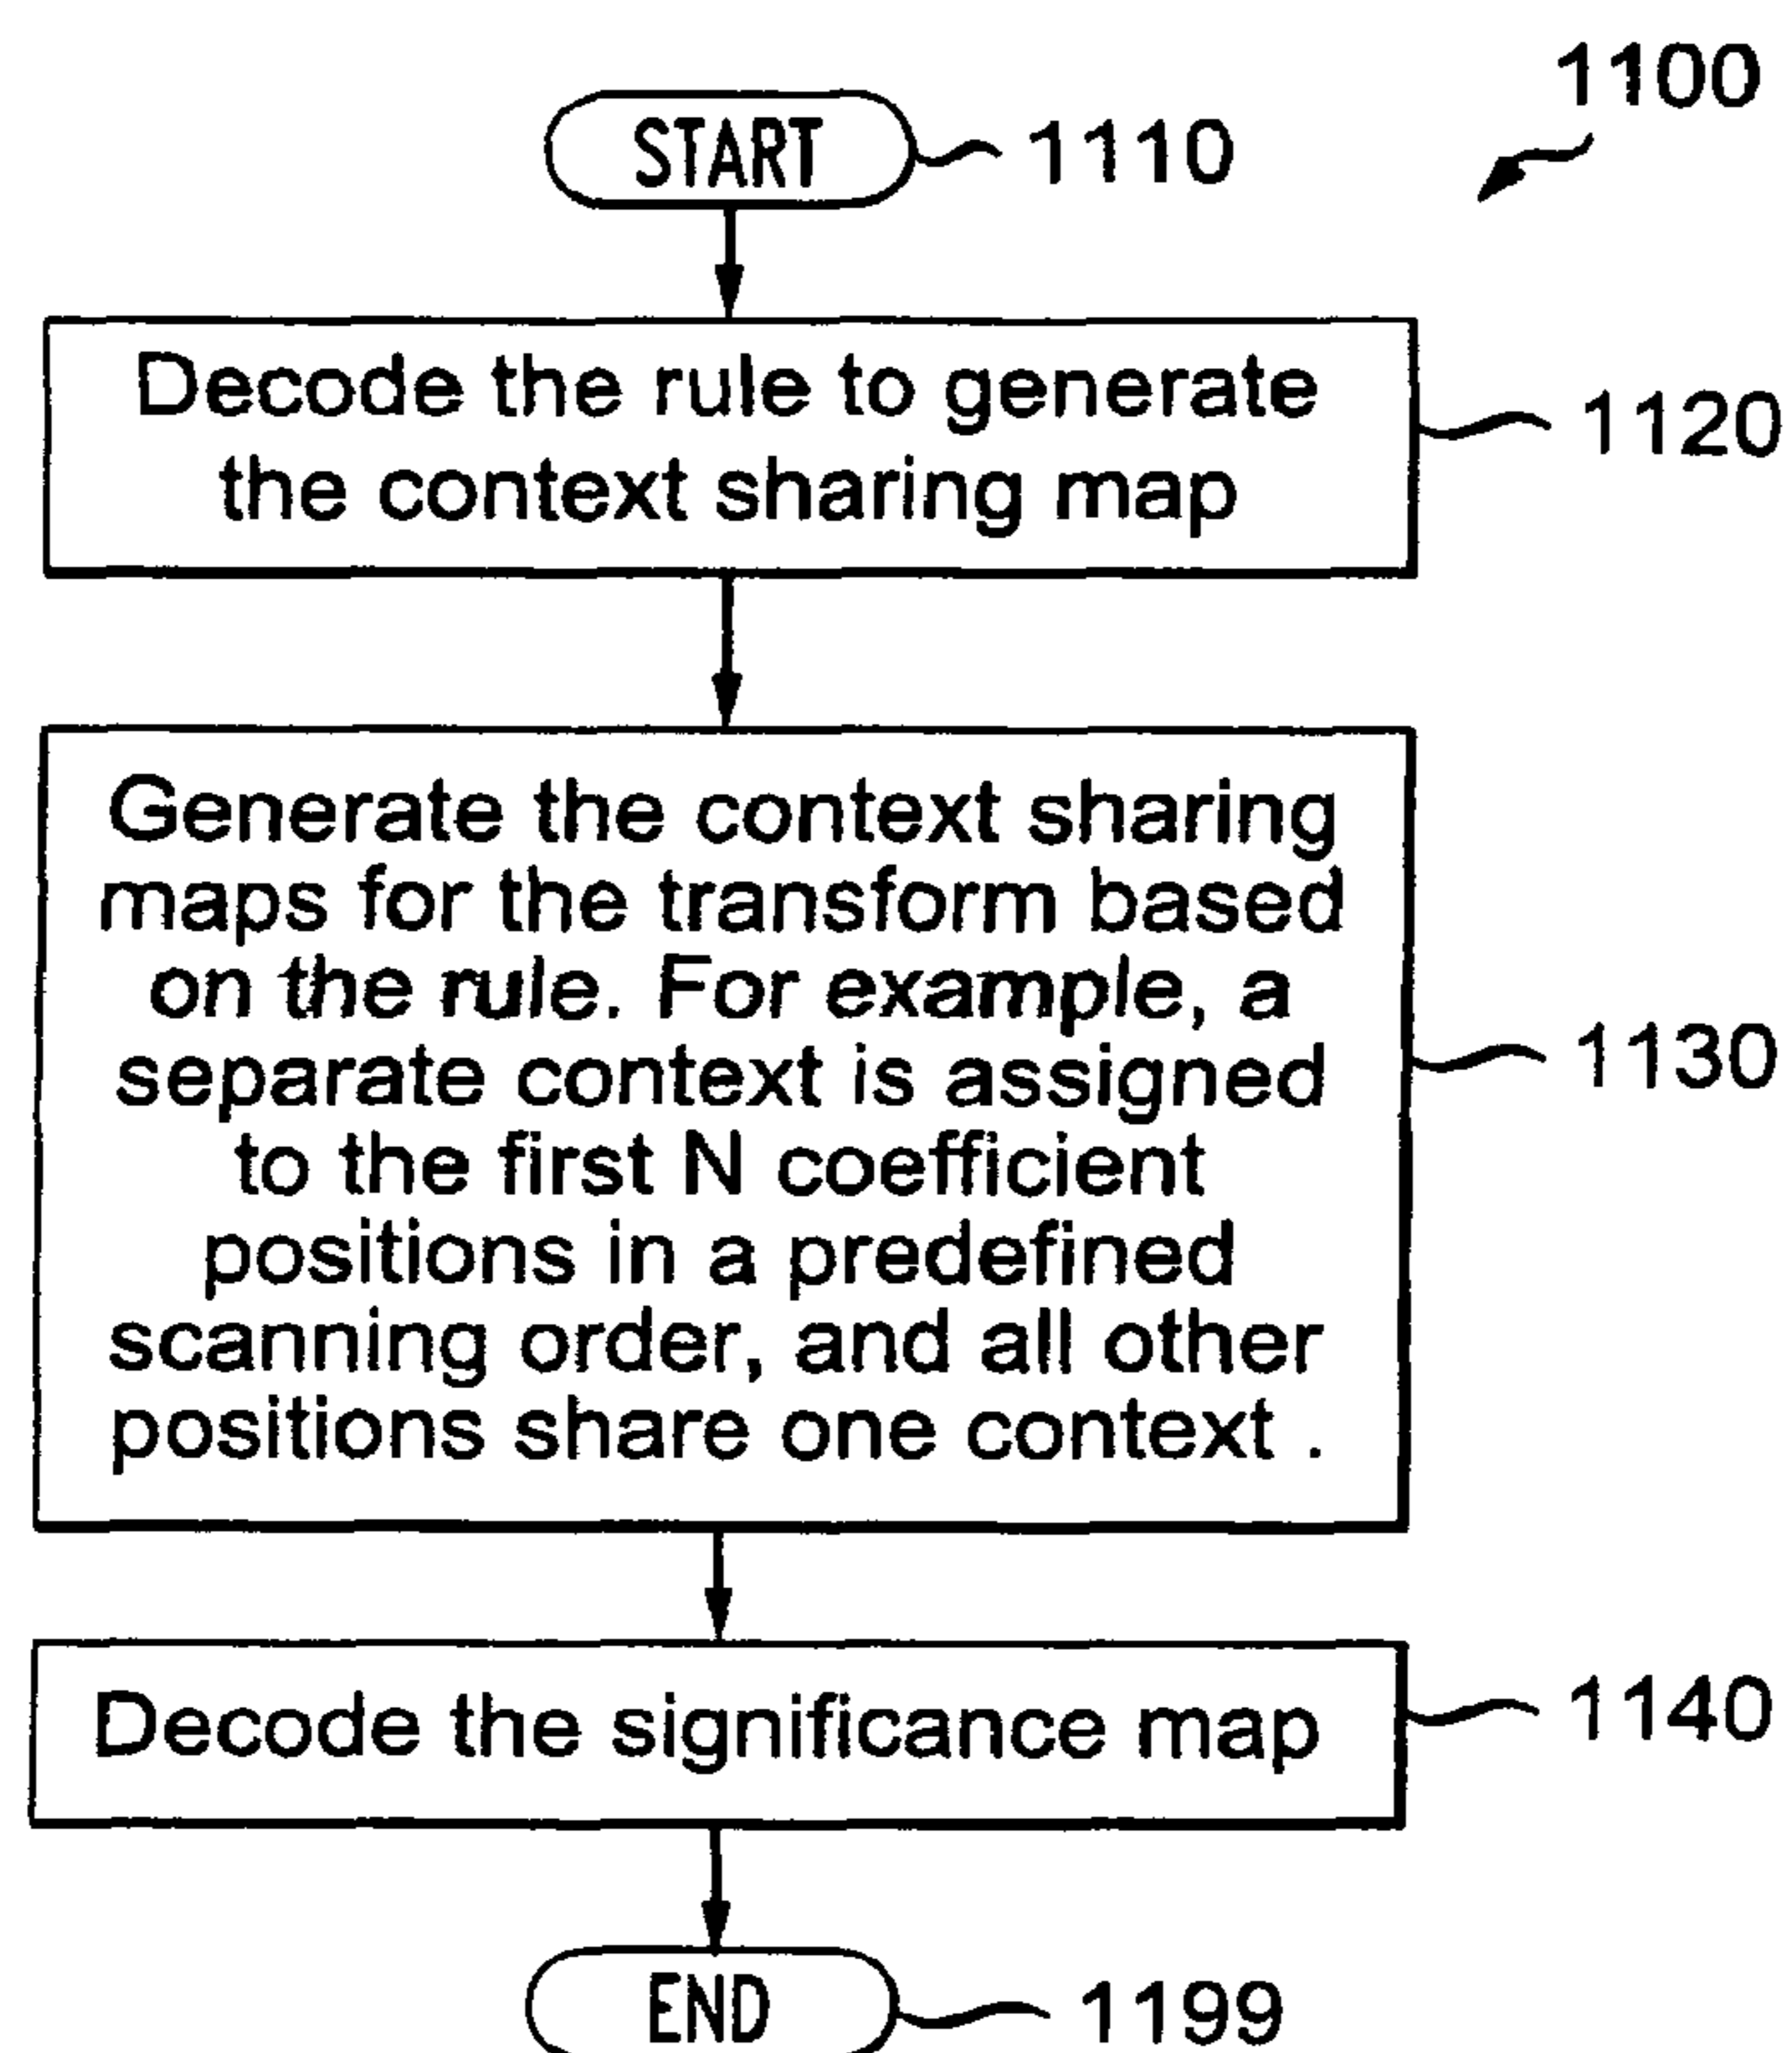 1100
START
1110
Decode the rule to generate
the context sharing map
1120
Generate the context sharing
maps for the transform based
on the rule. For example, a
separate context is assigned
to the first N coefficient
positions in a predefined
scanning order, and all other
positions share one context .
1130
Decode the significance map
1140
END
1199